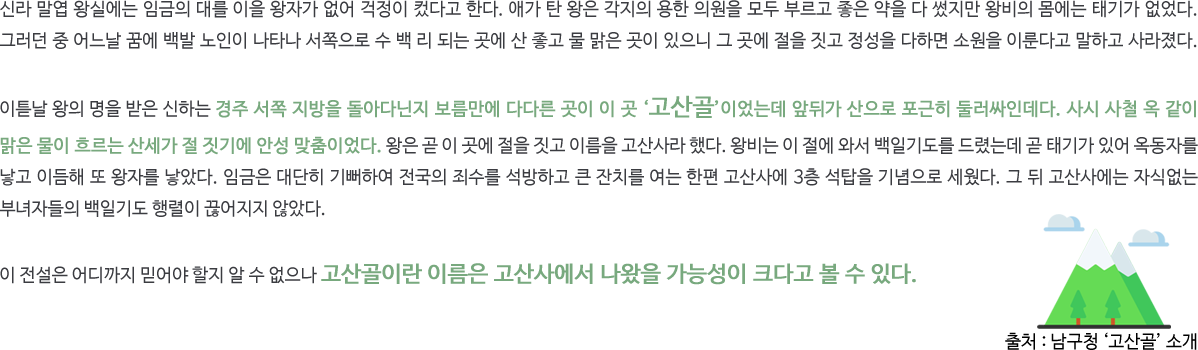 신라 말엽 왕실에는 임금의 대를 이을 왕자가 없어 걱정이 컸다고 한다. 애가 탄 왕은 각지의 용한 의원을 모두 부르고 좋은 약을 다 썼지만 왕비의 몸에는 태기가 없었다.
그러던 중 어느날 꿈에 백발 노인이 나타나 서쪽으로 수 백 리 되는 곳에 산 좋고 물 맑은 곳이 있으니 그 곳에 절을 짓고 정성을 다하면 소원을 이룬다고 말하고 사라졌다.
이튿날 왕의 명을 받은 신하는 경주 서쪽 지방을 돌아다닌지 보름만에 다다른 곳이 이 곳 ‘고산골’이었는데 앞뒤가 산으로 포근히 둘러싸인데다. 사시 사철 옥 같이
맑은 물이 흐르는 산세가 절 짓기에 안성 맞춤이었다. 왕은 곧 이 곳에 절을 짓고 이름을 고산사라 했다. 왕비는 이 절에 와서 백일기도를 드렸는데 곧 태기가 있어 옥동자를
낳고 이듬해 또 왕자를 낳았다. 임금은 대단히 기뻐하여 전국의 죄수를 석방하고 큰 잔치를 여는 한편 고산사에 3층 석탑을 기념으로 세웠다. 그 뒤 고산사에는 자식없는
부녀자들의 백일기도 행렬이 끊어지지 않았다.
이 전설은 어디까지 믿어야 할지 알 수 없으나 고산골이란 이름은 고산사에서 나왔을 가능성이 크다고 볼 수 있다.
출처 : 남구청 ‘고산골’ 소개